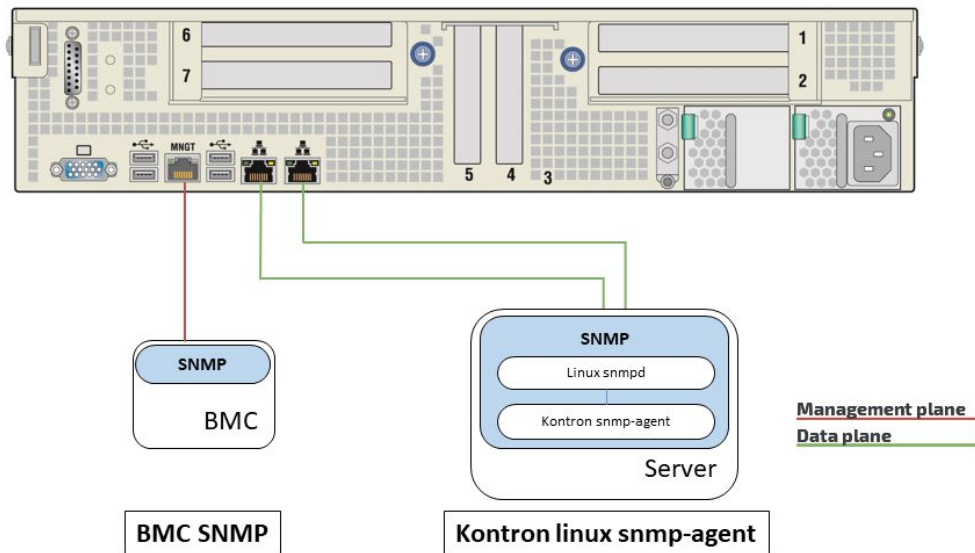 6
7
1
2
MNGT
5
4
3
SNMP
BMC
SNMP
Linux snmpd
Kontron snmp-agent
Server
Management plane
Data plane
BMC SNMP
Kontron linux snmp-agent